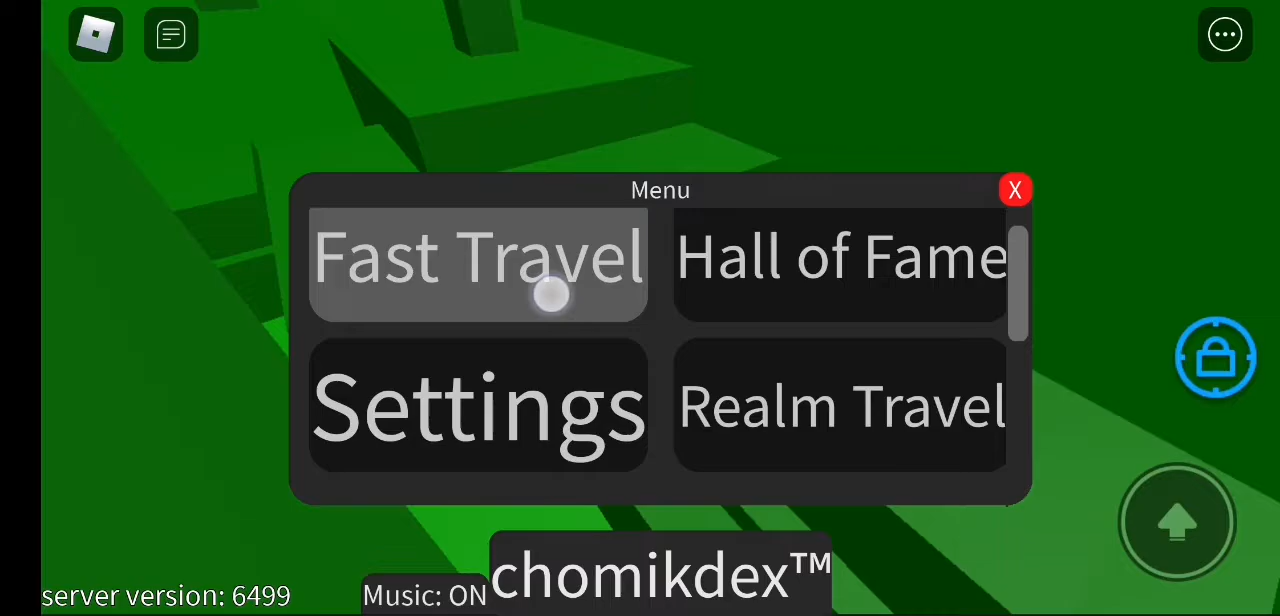 Menu
X
Fast Travel
Hall of Fame
Settings
Realm Travel
chomikdex™
Music: ON
server version: 6499